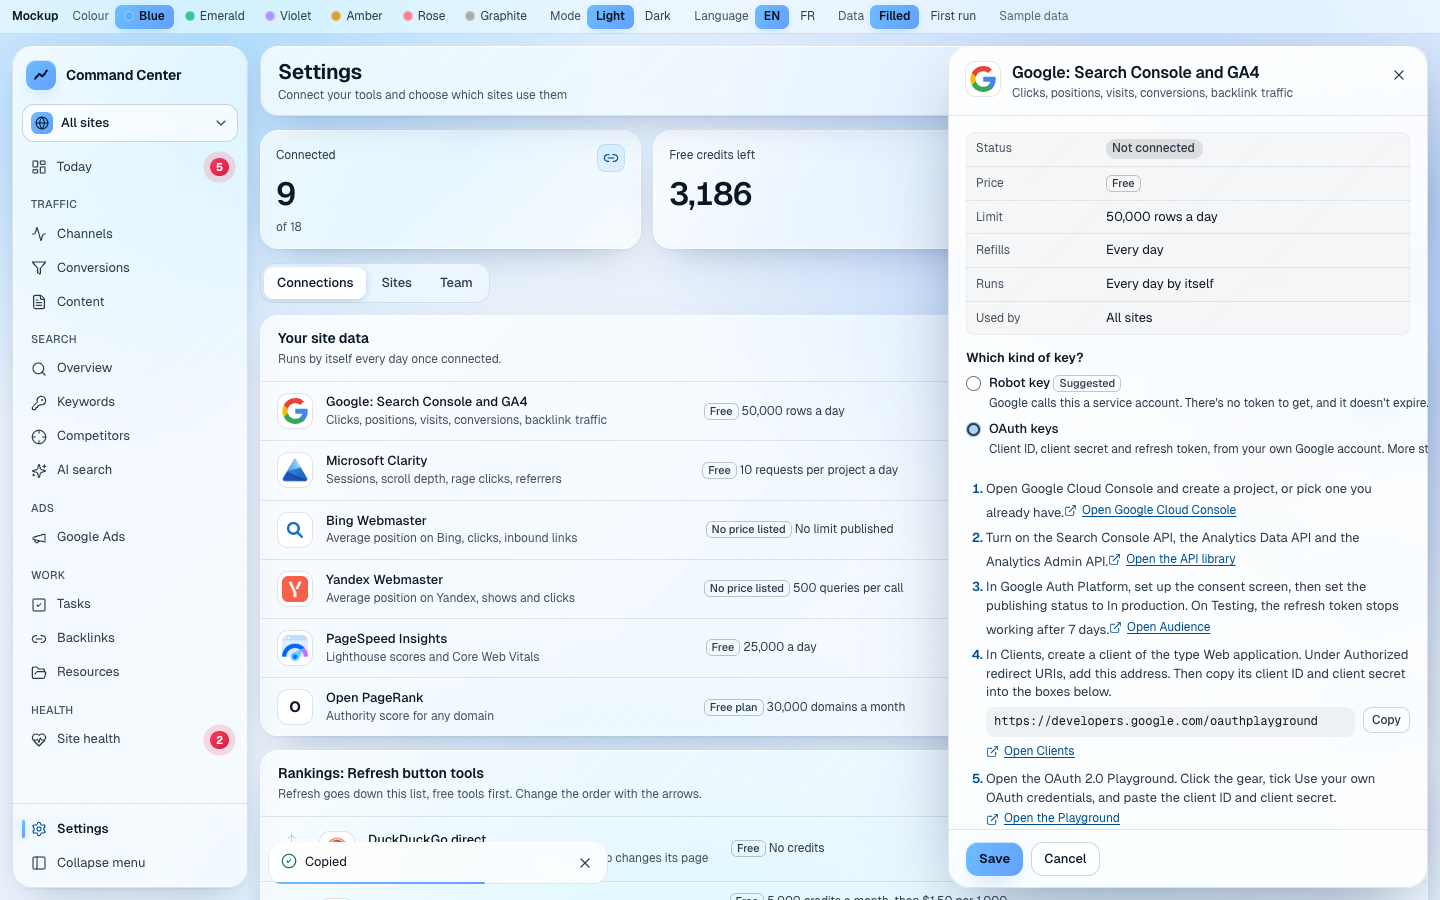 Mockup Colour Blue Emerald Violet Amber Rose Graphite Mode Light Dark Language EN FR Data Filled First run Sample data
Command Center
All sites
Today 5
TRAFFIC
Channels
Conversions
Content
SEARCH
Overview
Keywords
Competitors
AI search
ADS
Google Ads
WORK
Tasks
Backlinks
Resources
HEALTH
Site health 2
Settings
Collapse menu
Settings
Connect your tools and choose which sites use them
Connected
9
of 18
Free credits left
3,186
Connections Sites Team
Your site data
Runs by itself every day once connected.
Google: Search Console and GA4
Clicks, positions, visits, conversions, backlink traffic
Free 50,000 rows a day
Microsoft Clarity
Sessions, scroll depth, rage clicks, referrers
Free 10 requests per project a day
Bing Webmaster
Average position on Bing, clicks, inbound links
No price listed No limit published
Yandex Webmaster
Average position on Yandex, shows and clicks
No price listed 500 queries per call
PageSpeed Insights
Lighthouse scores and Core Web Vitals
Free 25,000 a day
O
Open PageRank
Authority score for any domain
Free plan 30,000 domains a month
Rankings: Refresh button tools
Refresh goes down this list, free tools first. Change the order with the arrows.
DuckDuckGo direct
changes its page
Free No credits
Free 5,000 credits a month, then $1.50 per 1,000
Copied
Google: Search Console and GA4
Clicks, positions, visits, conversions, backlink traffic
Status Not connected
Price Free
Limit 50,000 rows a day
Refills Every day
Runs Every day by itself
Used by All sites
Which kind of key?
Robot key Suggested
Google calls this a service account. There's no token to get, and it doesn't expire.
OAuth keys
Client ID, client secret and refresh token, from your own Google account. More st
1. Open Google Cloud Console and create a project, or pick one you
already have. Open Google Cloud Console
2. Turn on the Search Console API, the Analytics Data API and the
Analytics Admin API. Open the API library
3. In Google Auth Platform, set up the consent screen, then set the
publishing status to In production. On Testing, the refresh token stops
working after 7 days. Open Audience
4. In Clients, create a client of the type Web application. Under Authorized
redirect URIs, add this address. Then copy its client ID and client secret
into the boxes below.
https://developers.google.com/oauthplayground Copy
Open Clients
5. Open the OAuth 2.0 Playground. Click the gear, tick Use your own
OAuth credentials, and paste the client ID and client secret.
Open the Playground
Save Cancel